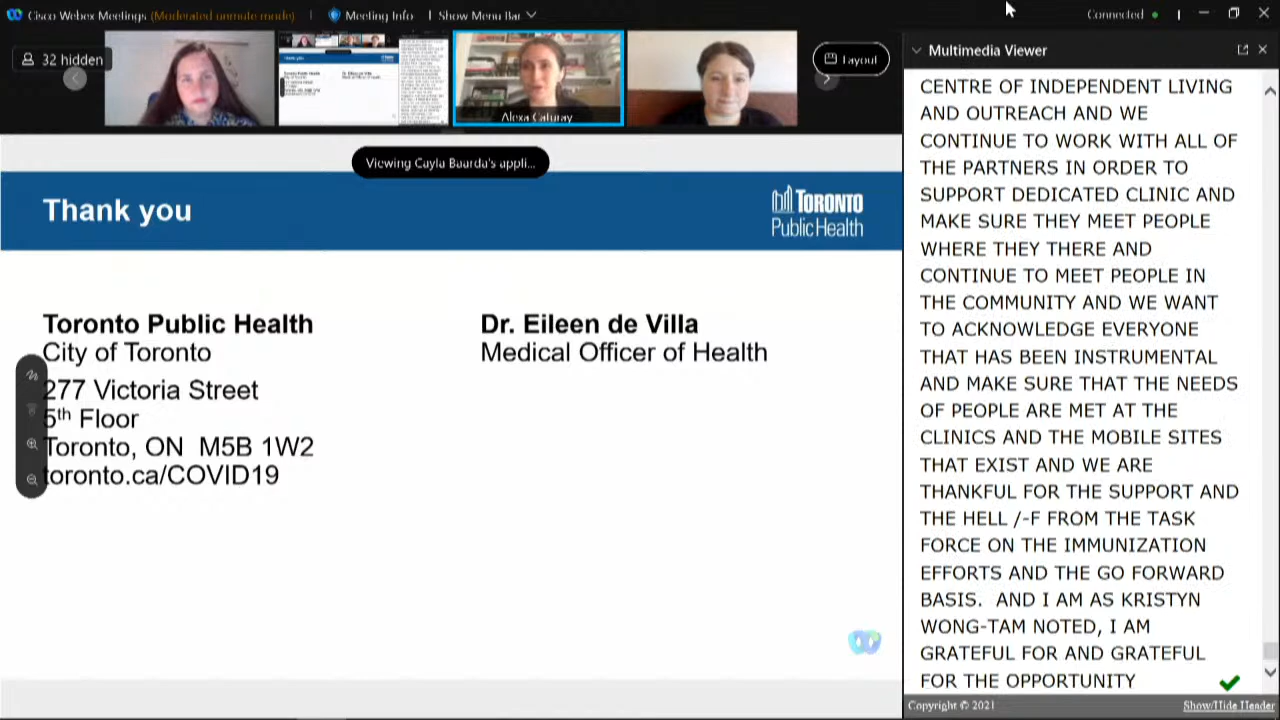 Cisco Webex Meetings (Moderated unmute mode)
Meeting Info
Show Menu Bar
32 hidden
Layout
Multimedia Viewer
Viewing Cayla Baarda's appli...
Thank you
TORONTO
Public Health
Toronto Public Health
City of Toronto
277 Victoria Street
5th Floor
Toronto, ON M5B 1W2
toronto.ca/COVID19
Dr. Eileen de Villa
Medical Officer of Health
CENTRE OF INDEPENDENT LIVING
AND OUTREACH AND WE
CONTINUE TO WORK WITH ALL OF
THE PARTNERS IN ORDER TO
SUPPORT DEDICATED CLINIC AND
MAKE SURE THEY MEET PEOPLE
WHERE THEY THERE AND
CONTINUE TO MEET PEOPLE IN
THE COMMUNITY AND WE WANT
TO ACKNOWLEDGE EVERYONE
THAT HAS BEEN INSTRUMENTAL
AND MAKE SURE THAT THE NEEDS
OF PEOPLE ARE MET AT THE
CLINICS AND THE MOBILE SITES
THAT EXIST AND WE ARE
THANKFUL FOR THE SUPPORT AND
THE HELL /-F FROM THE TASK
FORCE ON THE IMMUNIZATION
EFFORTS AND THE GO FORWARD
BASIS. AND I AM AS KRISTYN
WONG-TAM NOTED, I AM
GRATEFUL FOR AND GRATEFUL
FOR THE OPPORTUNITY
Copyright © 2021
Show/Hide Header